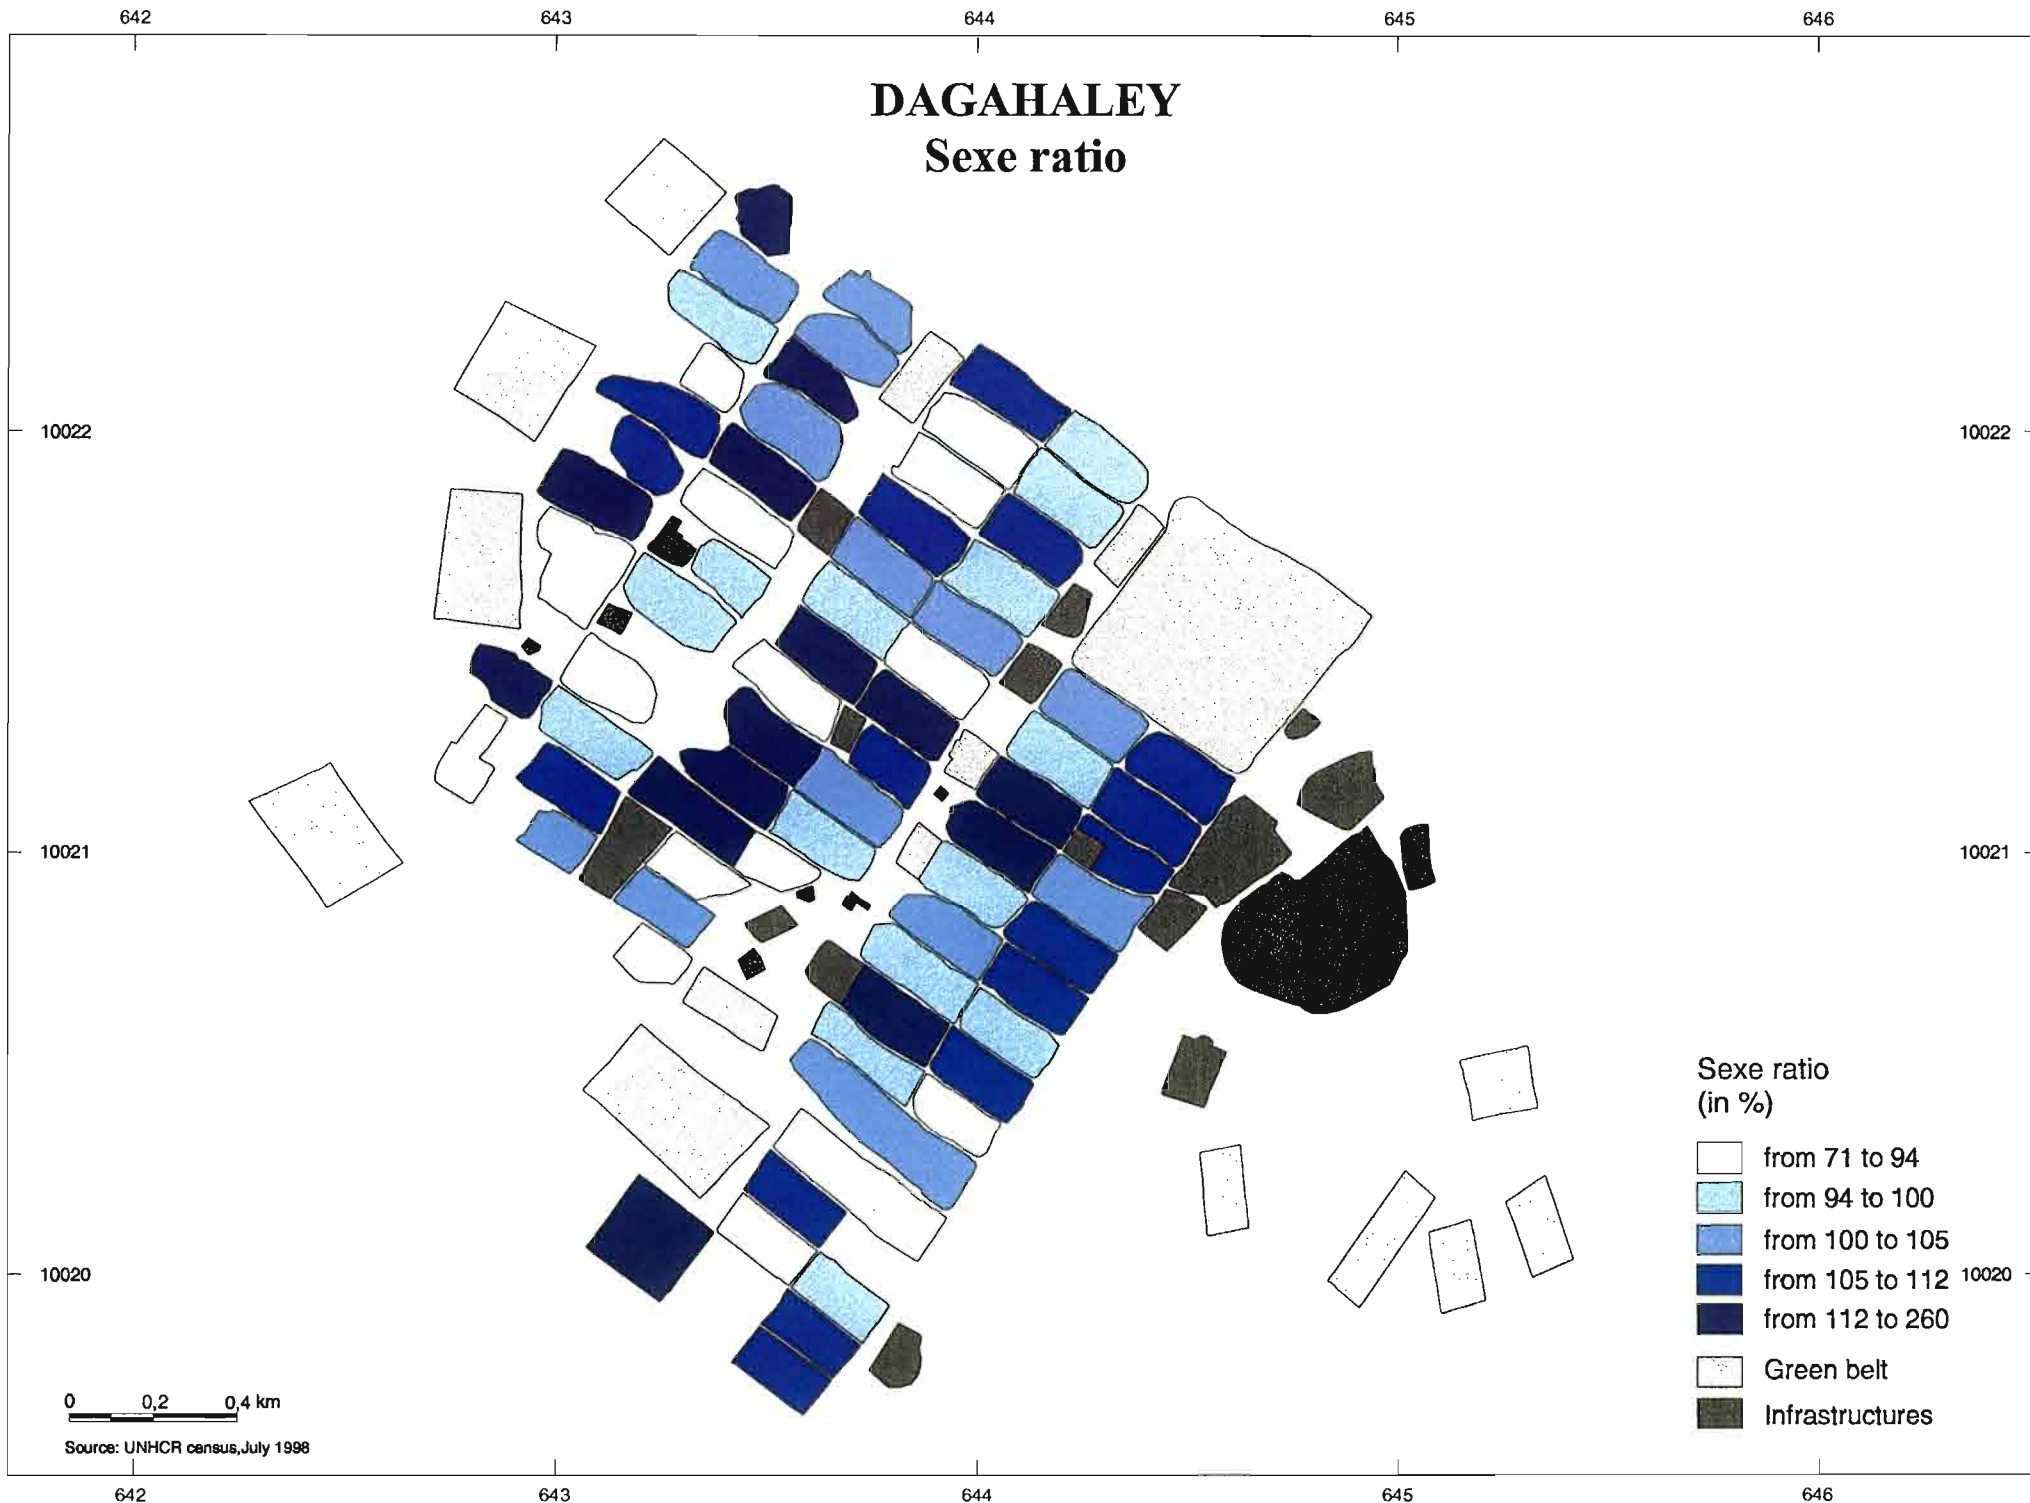 642 643 644 645 646
DAGAHALEY
Sexe ratio
10022 10022
10021 10021
Sexe ratio
(in %)
from 71 to 94
from 94 to 100
from 100 to 105
10020 from 105 to 112 10020
from 112 to 260
Green belt
Infrastructures
0 0,2 0,4 km
Source: UNHCR census,July 1998
642 643 644 645 646